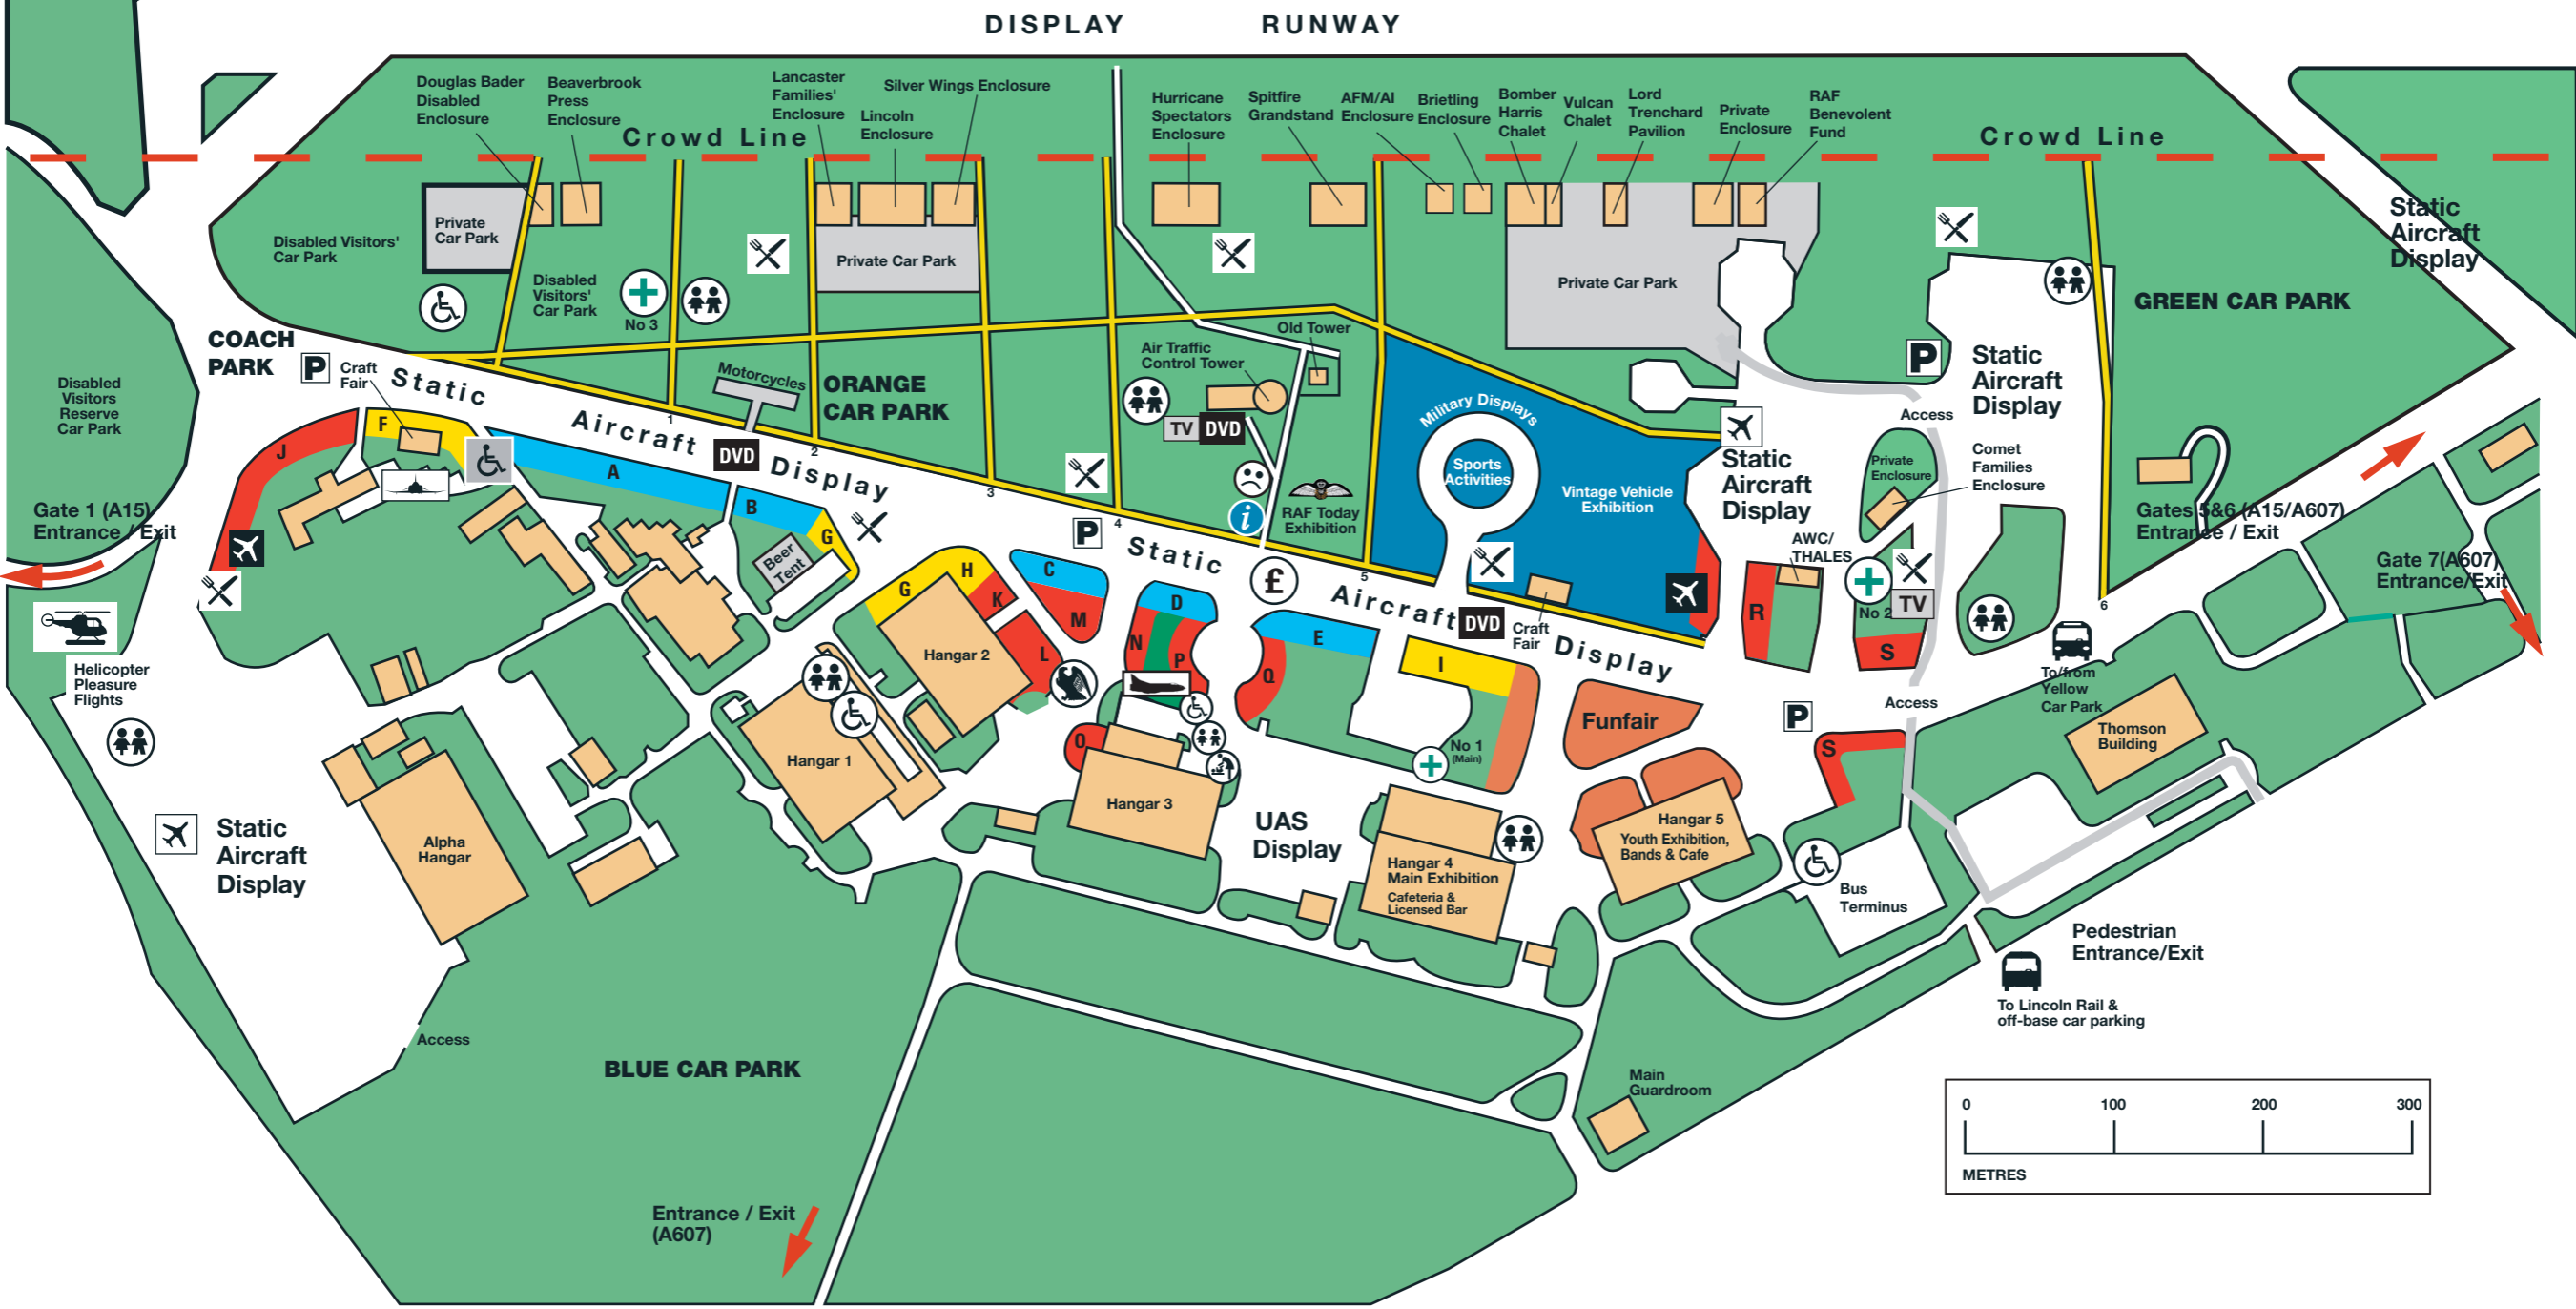 DISPLAY RUNWAY
Douglas Bader
Disabled
Enclosure
Beaverbrook
Press
Enclosure
Crowd Line
Lancaster
Families'
Enclosure
Lincoln
Enclosure
Silver Wings Enclosure
Hurricane
Spectators
Enclosure
Spitfire
Grandstand
AFM/AI
Enclosure
Brietling
Enclosure
Bomber
Harris
Chalet
Vulcan
Chalet
Lord
Trenchard
Pavilion
Private
Enclosure
RAF
Benevolent
Fund
Crowd Line
Static
Aircraft
Display
Disabled Visitors'
Car Park
Private
Car Park
Disabled
Visitors'
Car Park
No 3
Private Car Park
Private Car Park
GREEN CAR PARK
COACH
PARK
P
Craft
Fair
Static Aircraft Display
Motorcycles
ORANGE
CAR PARK
Air Traffic
Control Tower
Old Tower
TV
DVD
Military Displays
Sports
Activities
Vintage Vehicle
Exhibition
P
Static
Aircraft
Display
Access
Static
Aircraft
Display
Private
Enclosure
Comet
Families
Enclosure
Disabled
Visitors
Reserve
Car Park
J
F
A
B
G
DVD
1
2
3
4
5
6
Beer
Tent
P
i
RAF Today
Exhibition
£
Static Aircraft Display
DVD
Craft
Fair
AWC/
THALES
R
No 2
TV
S
Gate 1 (A15)
Entrance / Exit
Gates 5&6 (A15/A607)
Entrance / Exit
Gate 7(A607)
Entrance/Exit
Helicopter
Pleasure
Flights
G
H
K
L
C
M
D
N
P
E
Q
I
O
Hangar 2
Hangar 1
Hangar 3
No 1
(Main)
Funfair
P
S
Access
To/from
Yellow
Car Park
Thomson
Building
Static
Aircraft
Display
Alpha
Hangar
UAS
Display
Hangar 4
Main Exhibition
Cafeteria &
Licensed Bar
Hangar 5
Youth Exhibition,
Bands & Cafe
Bus
Terminus
Pedestrian
Entrance/Exit
To Lincoln Rail &
off-base car parking
Access
BLUE CAR PARK
Main
Guardroom
Entrance / Exit
(A607)
0 100 200 300
METRES